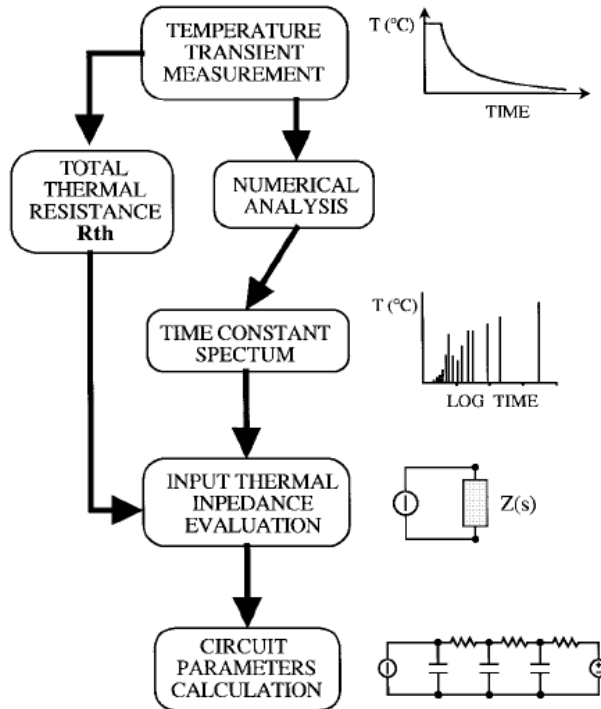 TEMPERATURE
TRANSIENT
MEASUREMENT
T (°C)
TIME
TOTAL
THERMAL
RESISTANCE
Rth
NUMERICAL
ANALYSIS
TIME CONSTANT
SPECTUM
T (°C)
LOG TIME
INPUT THERMAL
INPEDANCE
EVALUATION
Z(s)
CIRCUIT
PARAMETERS
CALCULATION